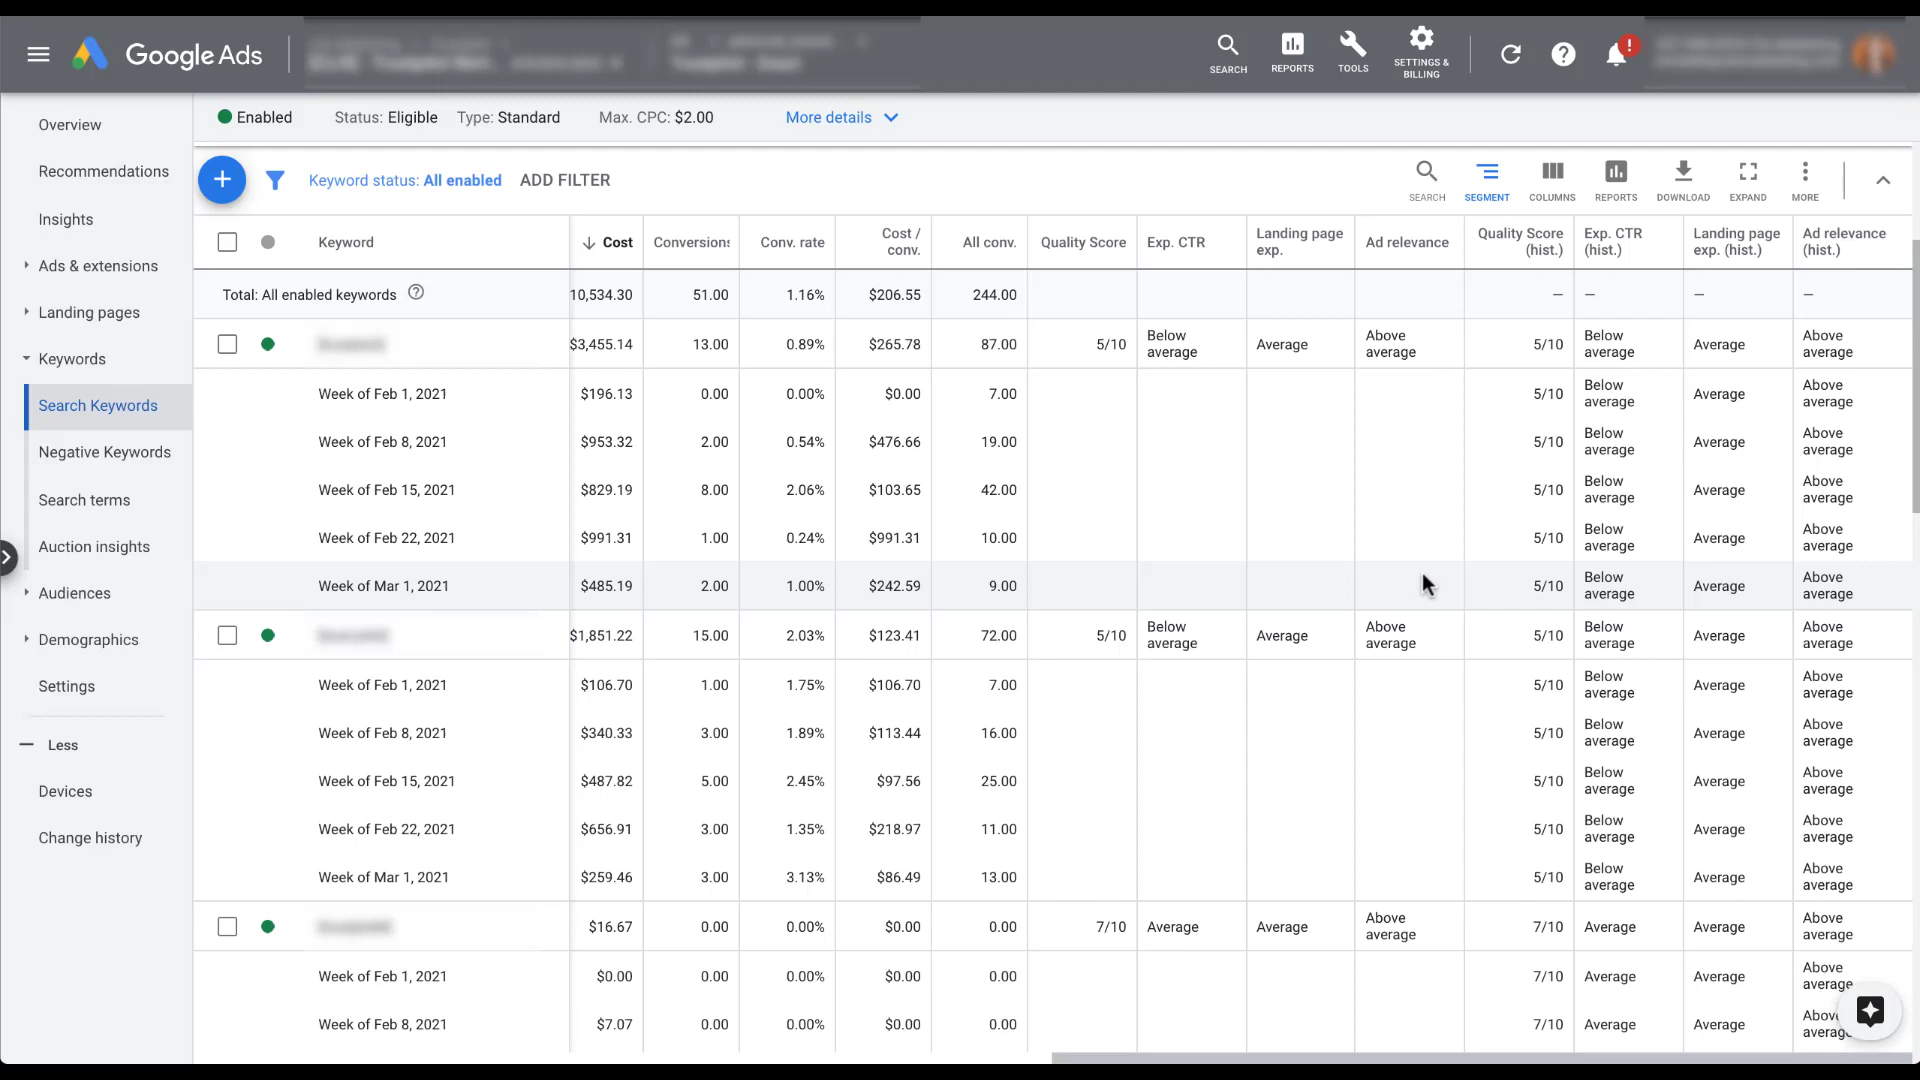 Google Ads
SEARCH
REPORTS
TOOLS
SETTINGS &
BILLING
!
Enabled Status: Eligible Type: Standard Max. CPC: $2.00 More details
Overview
Recommendations
Insights
Ads & extensions
Landing pages
Keywords
Search Keywords
Negative Keywords
Search terms
Auction insights
Audiences
Demographics
Settings
Less
Devices
Change history
Keyword status: All enabled ADD FILTER
SEARCH SEGMENT COLUMNS REPORTS DOWNLOAD EXPAND MORE
Keyword Cost Conversions Conv. rate Cost / conv. All conv. Quality Score Exp. CTR Landing page exp. Ad relevance Quality Score (hist.) Exp. CTR (hist.) Landing page exp. (hist.) Ad relevance (hist.)
Total: All enabled keywords 10,534.30 51.00 1.16% $206.55 244.00 — — — —
$3,455.14 13.00 0.89% $265.78 87.00 5/10 Below average Average Above average 5/10 Below average Average Above average
Week of Feb 1, 2021 $196.13 0.00 0.00% $0.00 7.00 5/10 Below average Average Above average
Week of Feb 8, 2021 $953.32 2.00 0.54% $476.66 19.00 5/10 Below average Average Above average
Week of Feb 15, 2021 $829.19 8.00 2.06% $103.65 42.00 5/10 Below average Average Above average
Week of Feb 22, 2021 $991.31 1.00 0.24% $991.31 10.00 5/10 Below average Average Above average
Week of Mar 1, 2021 $485.19 2.00 1.00% $242.59 9.00 5/10 Below average Average Above average
$1,851.22 15.00 2.03% $123.41 72.00 5/10 Below average Average Above average 5/10 Below average Average Above average
Week of Feb 1, 2021 $106.70 1.00 1.75% $106.70 7.00 5/10 Below average Average Above average
Week of Feb 8, 2021 $340.33 3.00 1.89% $113.44 16.00 5/10 Below average Average Above average
Week of Feb 15, 2021 $487.82 5.00 2.45% $97.56 25.00 5/10 Below average Average Above average
Week of Feb 22, 2021 $656.91 3.00 1.35% $218.97 11.00 5/10 Below average Average Above average
Week of Mar 1, 2021 $259.46 3.00 3.13% $86.49 13.00 5/10 Below average Average Above average
$16.67 0.00 0.00% $0.00 0.00 7/10 Average Average Above average 7/10 Average Average Above average
Week of Feb 1, 2021 $0.00 0.00 0.00% $0.00 0.00 7/10 Average Average Above average
Week of Feb 8, 2021 $7.07 0.00 0.00% $0.00 0.00 7/10 Average Average